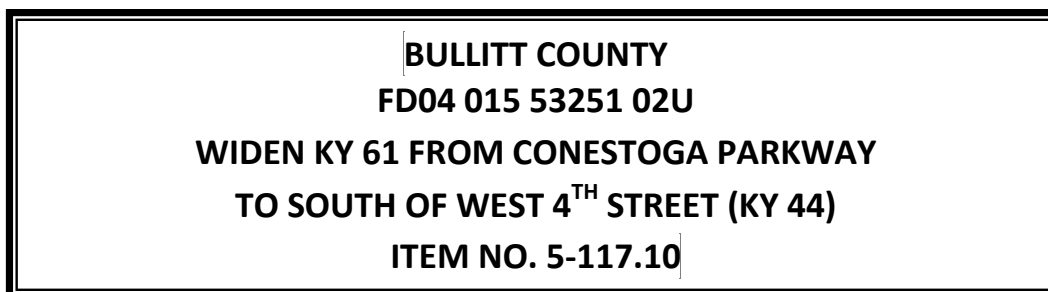 BULLITT COUNTY
FD04 015 53251 02U
WIDEN KY 61 FROM CONESTOGA PARKWAY
TO SOUTH OF WEST 4TH STREET (KY 44)
ITEM NO. 5-117.10